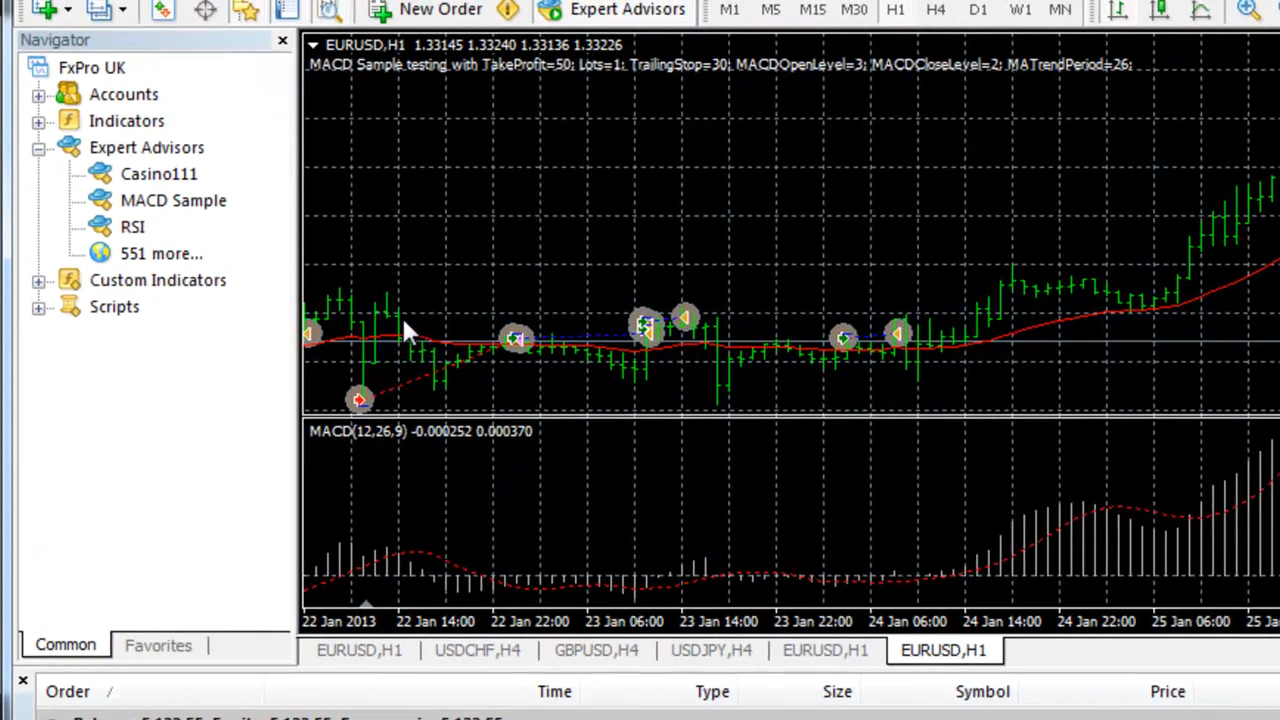 New Order
Expert Advisors
M1 M5 M15 M30 H1 H4 D1 W1 MN
Navigator
FxPro UK
Accounts
Indicators
Expert Advisors
Casino111
MACD Sample
RSI
551 more...
Custom Indicators
Scripts
Common
Favorites
EURUSD,H1 1.33145 1.33240 1.33136 1.33226
MACD Sample testing with TakeProfit=50; Lots=1; TrailingStop=30; MACDOpenLevel=3; MACDCloseLevel=2; MATrendPeriod=26;
MACD(12,26,9) -0.000252 0.000370
22 Jan 2013 22 Jan 14:00 22 Jan 22:00 23 Jan 06:00 23 Jan 14:00 23 Jan 22:00 24 Jan 06:00 24 Jan 14:00 24 Jan 22:00 25 Jan 06:00 25 Jan
EURUSD,H1 USDCHF,H4 GBPUSD,H4 USDJPY,H4 EURUSD,H1 EURUSD,H1
Order / Time Type Size Symbol Price